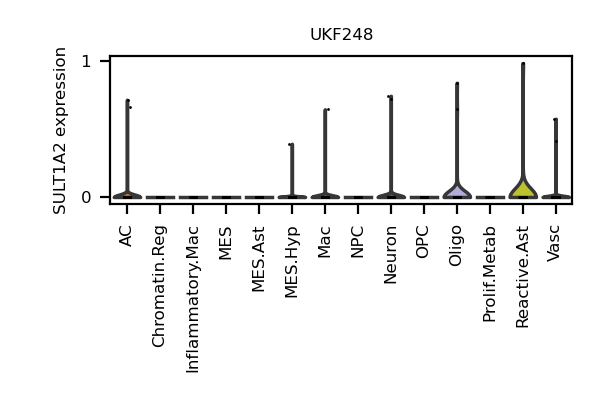 UKF248
SULT1A2 expression
1
0
AC
Chromatin.Reg
Inflammatory.Mac
MES
MES.Ast
MES.Hyp
Mac
NPC
Neuron
OPC
Oligo
Prolif.Metab
Reactive.Ast
Vasc